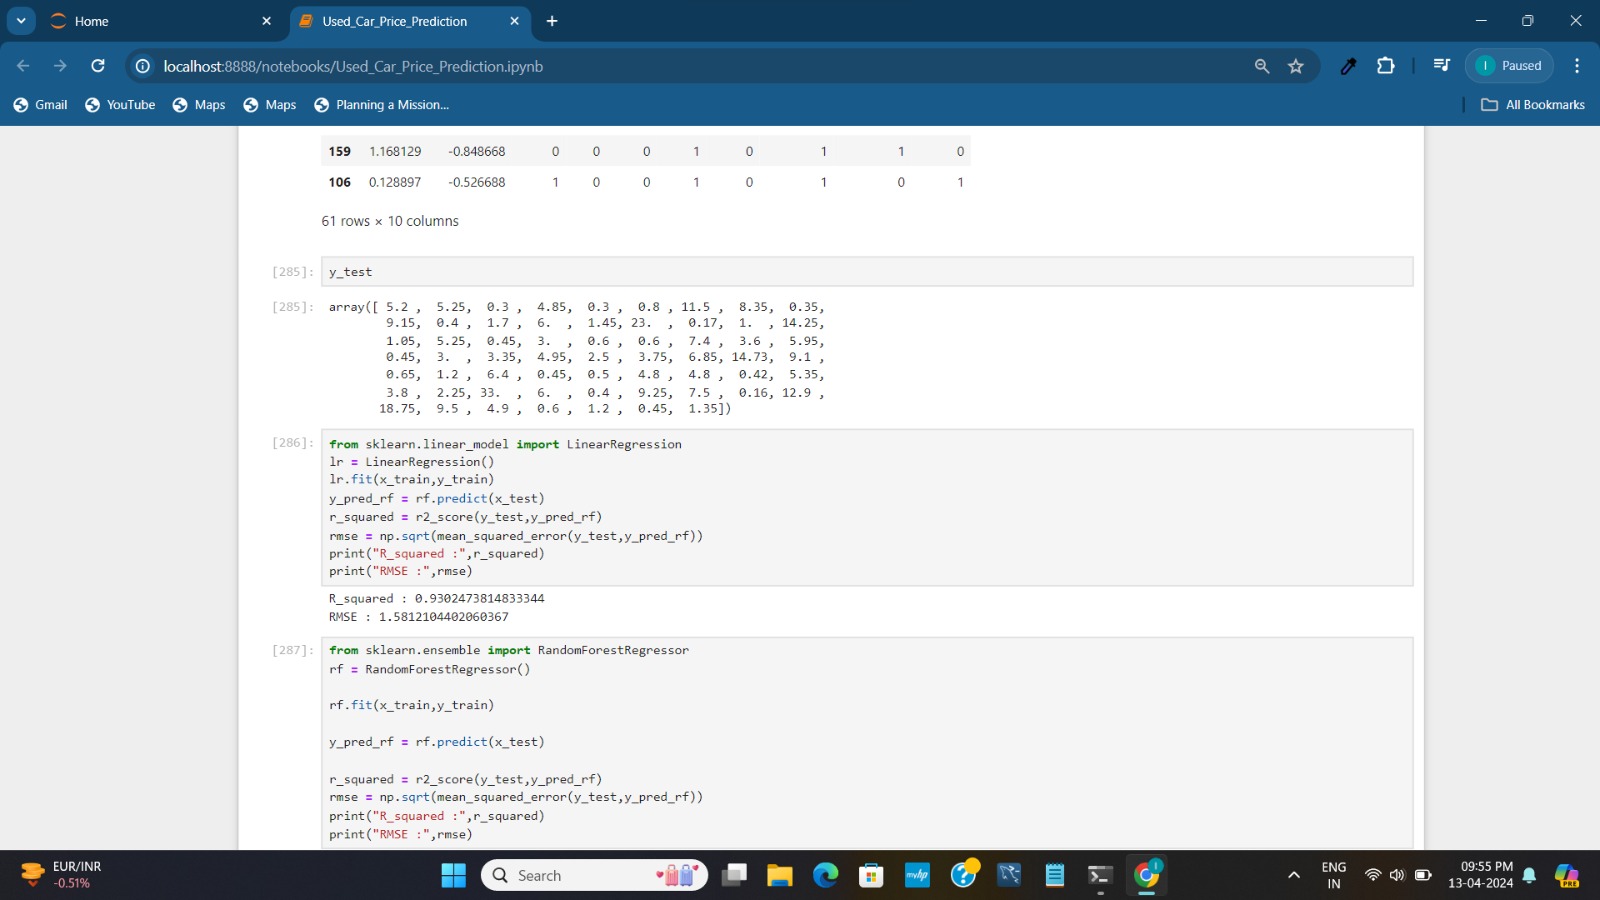 Home
Used_Car_Price_Prediction
localhost:8888/notebooks/Used_Car_Price_Prediction.ipynb
I Paused
Gmail YouTube Maps Maps Planning a Mission...
All Bookmarks
159 1.168129 -0.848668 0 0 0 1 0 1 1 0
106 0.128897 -0.526688 1 0 0 1 0 1 0 1
61 rows × 10 columns
[285]: y_test
[285]: array([ 5.2 , 5.25, 0.3 , 4.85, 0.3 , 0.8 , 11.5 , 8.35, 0.35,
9.15, 0.4 , 1.7 , 6. , 1.45, 23. , 0.17, 1. , 14.25,
1.05, 5.25, 0.45, 3. , 0.6 , 0.6 , 7.4 , 3.6 , 5.95,
0.45, 3. , 3.35, 4.95, 2.5 , 3.75, 6.85, 14.73, 9.1 ,
0.65, 1.2 , 6.4 , 0.45, 0.5 , 4.8 , 4.8 , 0.42, 5.35,
3.8 , 2.25, 33. , 6. , 0.4 , 9.25, 7.5 , 0.16, 12.9 ,
18.75, 9.5 , 4.9 , 0.6 , 1.2 , 0.45, 1.35])
[286]: from sklearn.linear_model import LinearRegression
lr = LinearRegression()
lr.fit(x_train,y_train)
y_pred_rf = rf.predict(x_test)
r_squared = r2_score(y_test,y_pred_rf)
rmse = np.sqrt(mean_squared_error(y_test,y_pred_rf))
print("R_squared :",r_squared)
print("RMSE :",rmse)
R_squared : 0.9302473814833344
RMSE : 1.5812104402060367
[287]: from sklearn.ensemble import RandomForestRegressor
rf = RandomForestRegressor()
rf.fit(x_train,y_train)
y_pred_rf = rf.predict(x_test)
r_squared = r2_score(y_test,y_pred_rf)
rmse = np.sqrt(mean_squared_error(y_test,y_pred_rf))
print("R_squared :",r_squared)
print("RMSE :",rmse)
EUR/INR
-0.51%
Search
myhp
I
ENG
IN
09:55 PM
13-04-2024
PRE